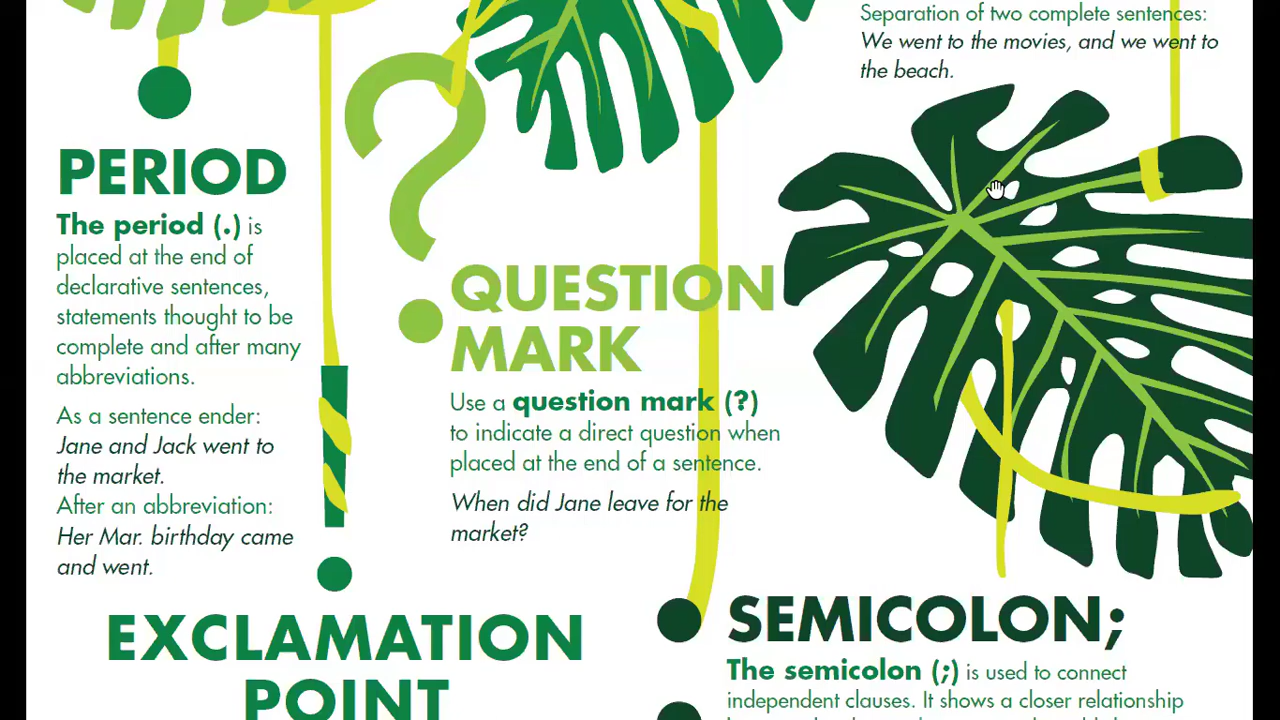 Separation of two complete sentences:
We went to the movies, and we went to
the beach.
PERIOD
The period (.) is
placed at the end of
declarative sentences,
statements thought to be
complete and after many
abbreviations.
As a sentence ender:
Jane and Jack went to
the market.
After an abbreviation:
Her Mar. birthday came
and went.
?
QUESTION
MARK
Use a question mark (?)
to indicate a direct question when
placed at the end of a sentence.
When did Jane leave for the
market?
EXCLAMATION
POINT
SEMICOLON;
The semicolon (;) is used to connect
independent clauses. It shows a closer relationship